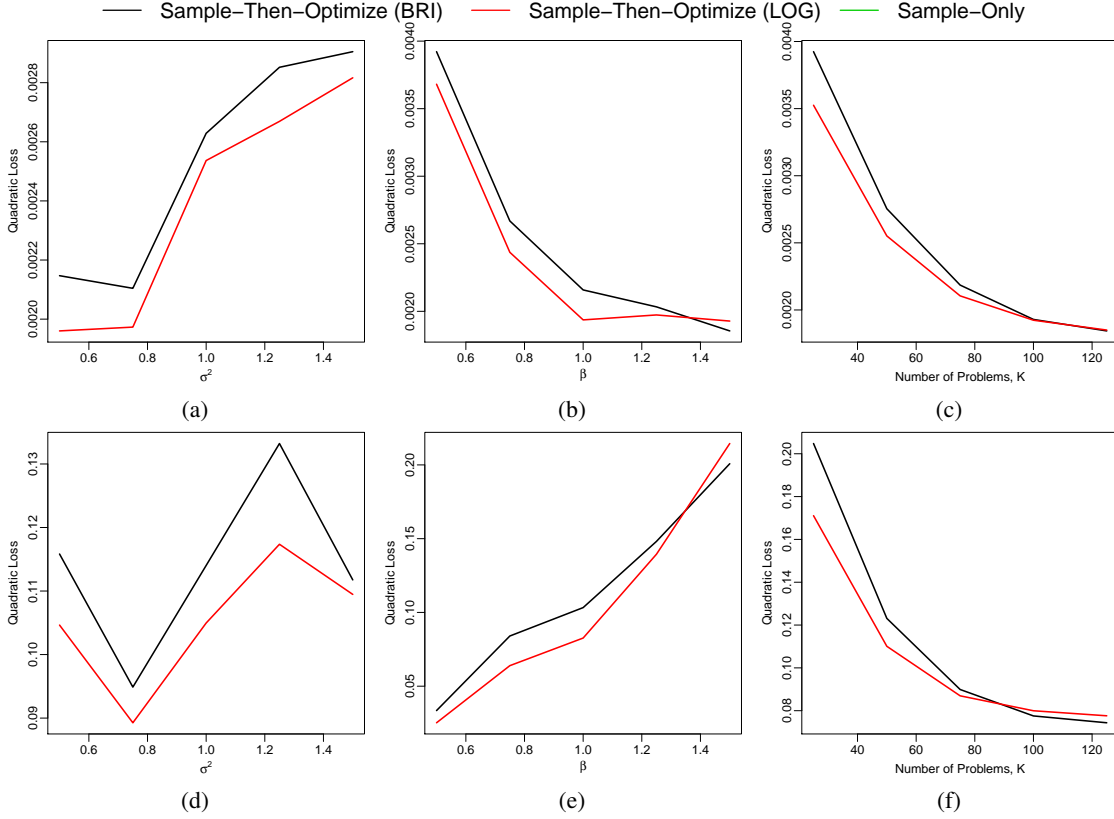 Sample−Then−Optimize (BRI) Sample−Then−Optimize (LOG) Sample−Only
Quadratic Loss
0.0020 0.0022 0.0024 0.0026 0.0028
0.6 0.8 1.0 1.2 1.4
σ²
(a)
Quadratic Loss
0.0020 0.0025 0.0030 0.0035 0.0040
0.6 0.8 1.0 1.2 1.4
β
(b)
Quadratic Loss
0.0020 0.0025 0.0030 0.0035 0.0040
40 60 80 100 120
Number of Problems, K
(c)
Quadratic Loss
0.09 0.10 0.11 0.12 0.13
0.6 0.8 1.0 1.2 1.4
σ²
(d)
Quadratic Loss
0.05 0.10 0.15 0.20
0.6 0.8 1.0 1.2 1.4
β
(e)
Quadratic Loss
0.08 0.10 0.12 0.14 0.16 0.18 0.20
40 60 80 100 120
Number of Problems, K
(f)